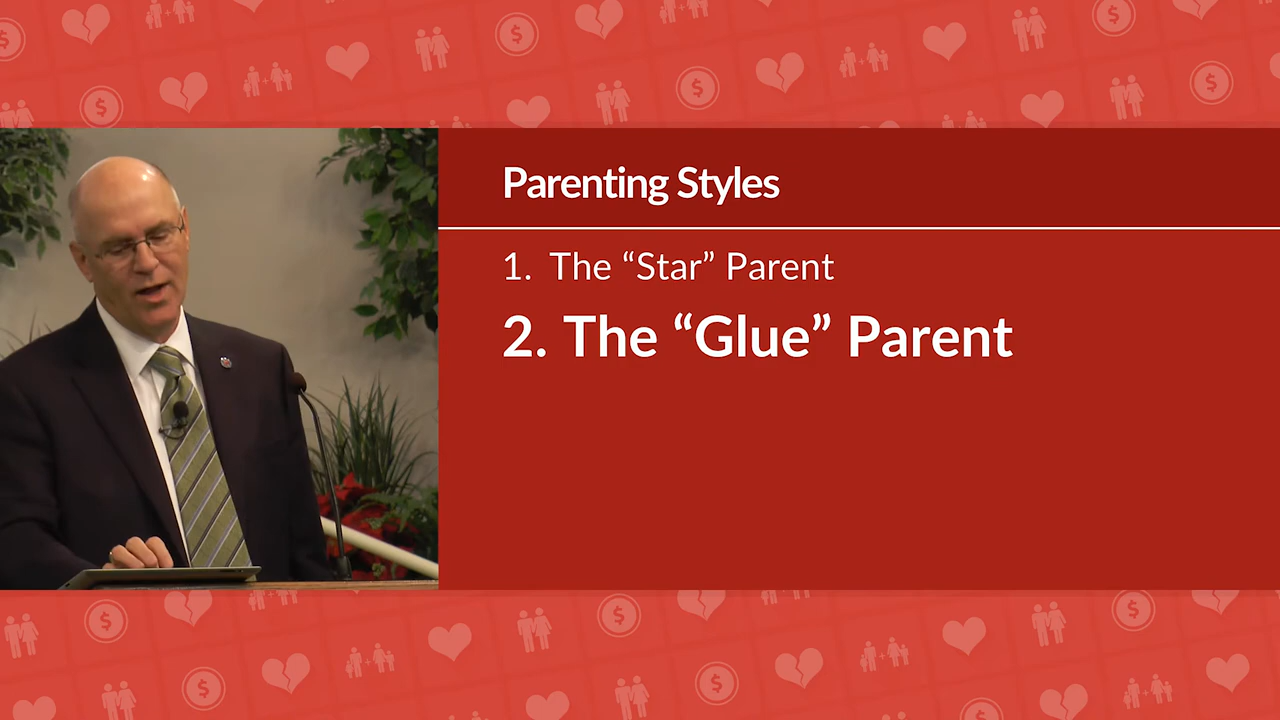 Parenting Styles
1. The “Star” Parent
2. The “Glue” Parent